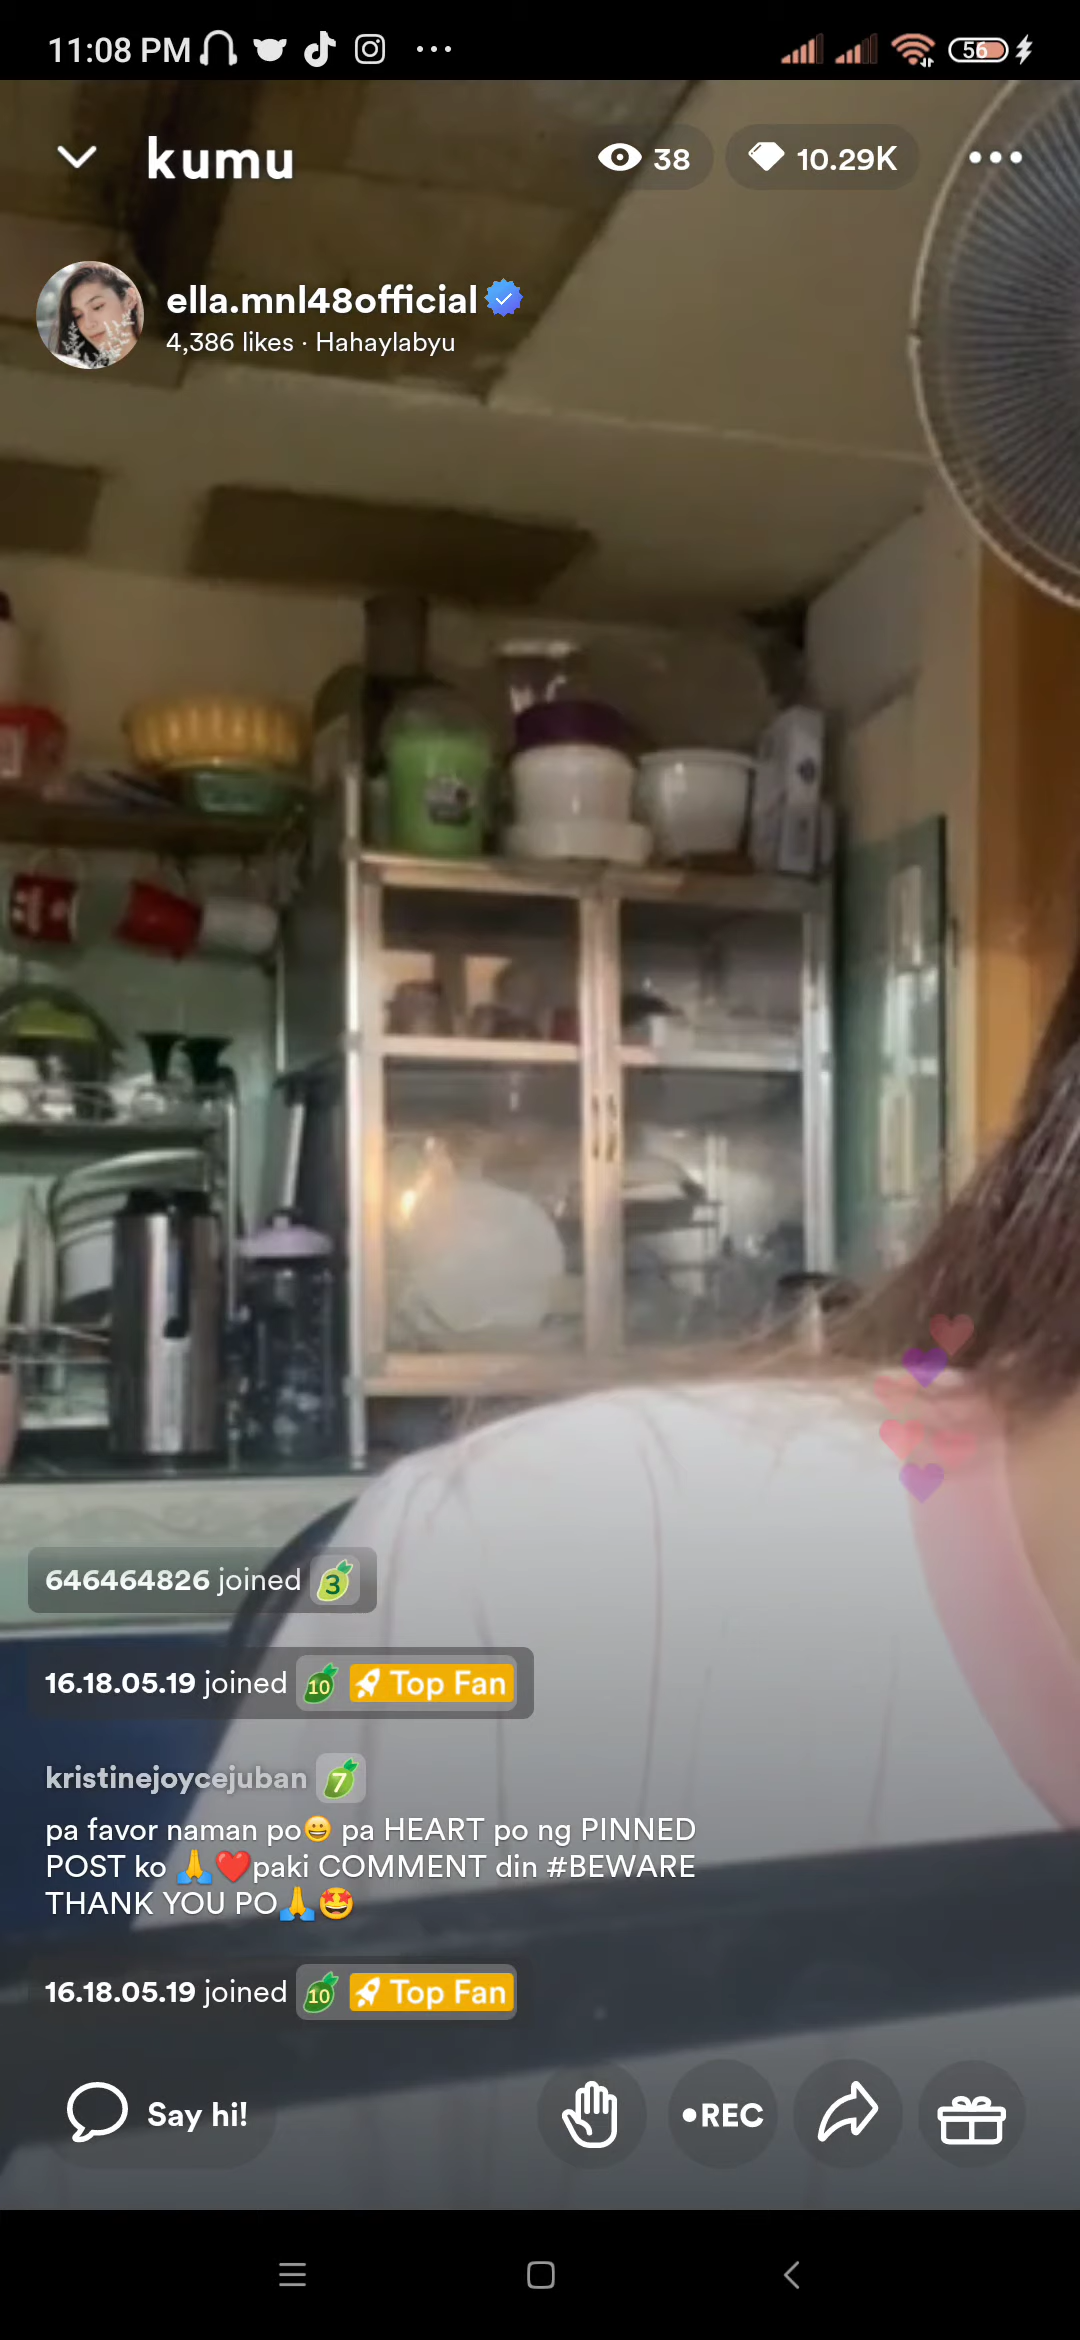 11:08 PM
56
kumu
38
10.29K
ella.mnl48official
4,386 likes · Hahaylabyu
646464826 joined 3
16.18.05.19 joined 10 Top Fan
kristinejoycejuban 7
pa favor naman po😀 pa HEART po ng PINNED
POST ko 🙏❤️paki COMMENT din #BEWARE
THANK YOU PO🙏🤩
16.18.05.19 joined 10 Top Fan
Say hi!
•REC